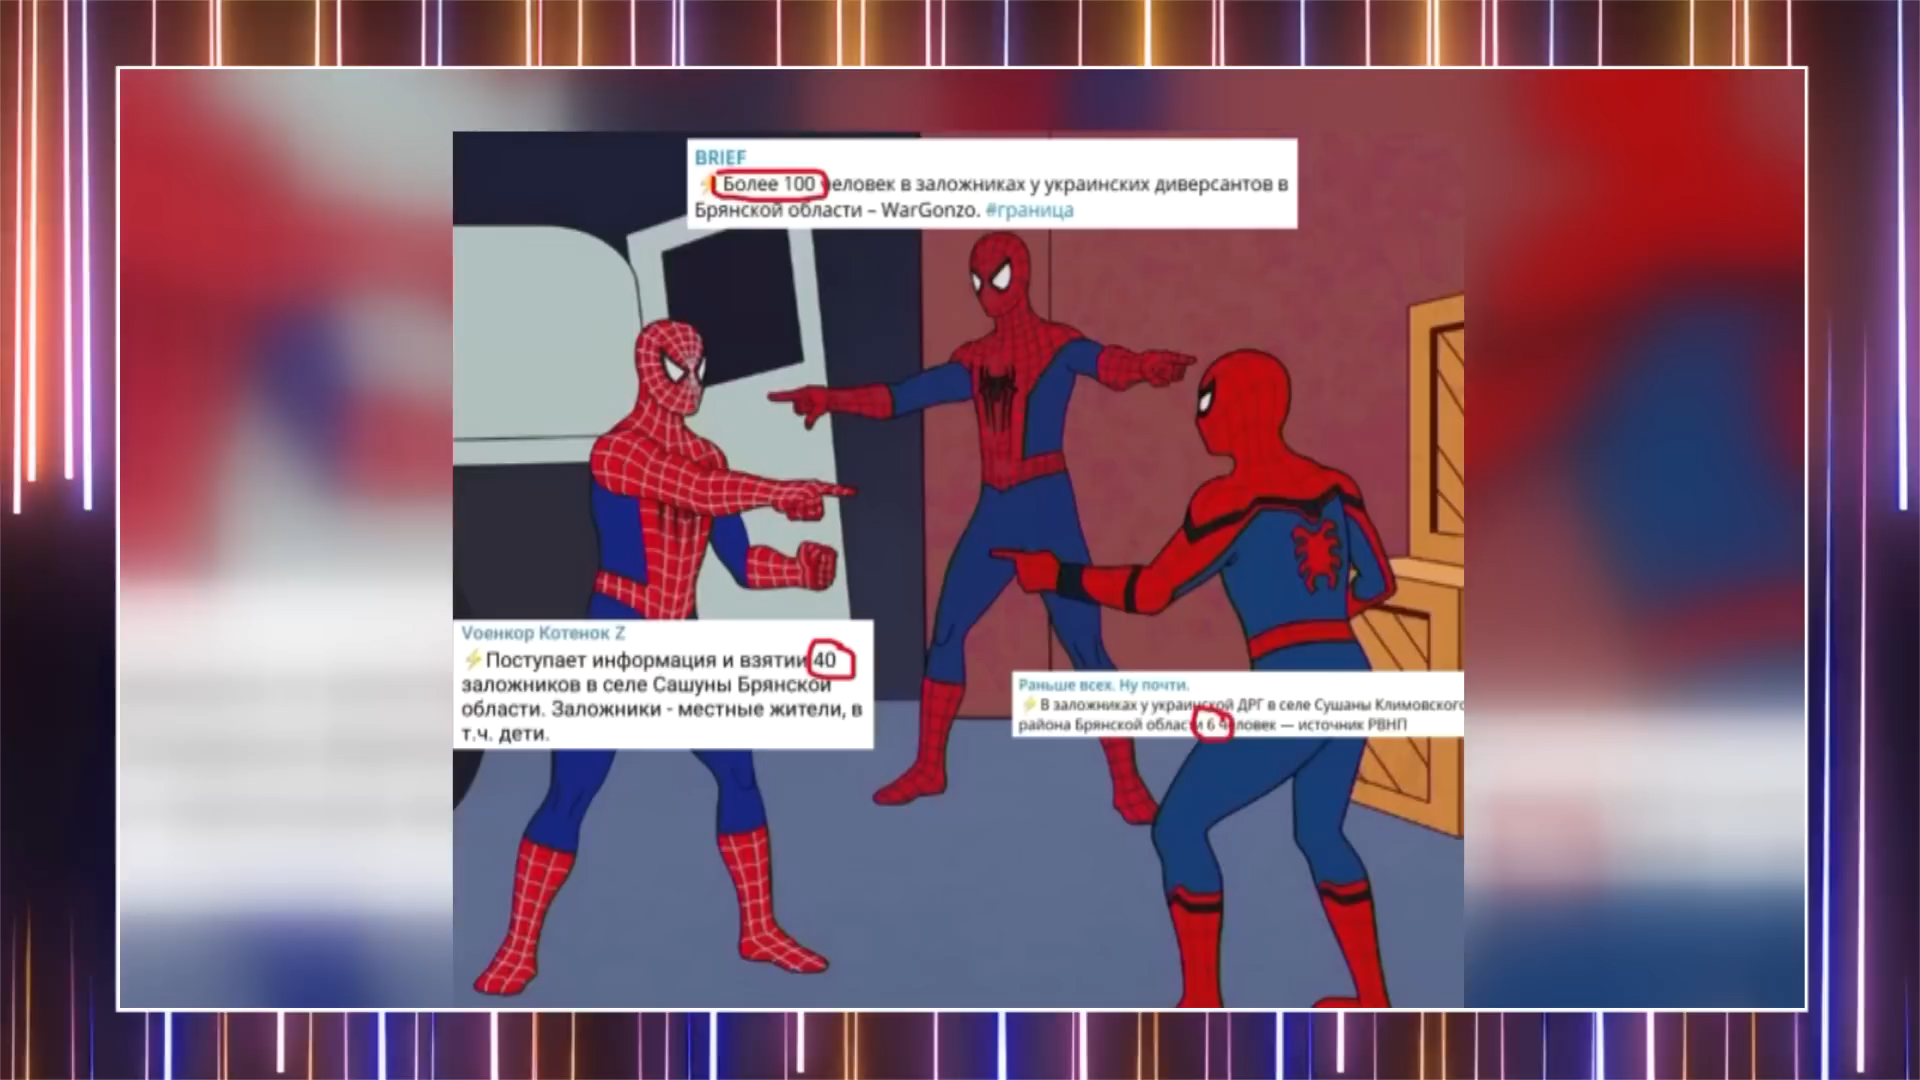 BRIEF
⚡ Более 100 человек в заложниках у украинских диверсантов в
Брянской области – WarGonzo. #граница
Vоенкор Котенок Z
⚡Поступает информация и взятии 40
заложников в селе Сашуны Брянской
области. Заложники - местные жители, в
т.ч. дети.
Раньше всех. Ну почти.
⚡В заложниках у украинской ДРГ в селе Сушаны Климовского
района Брянской области 6 человек — источник РВНП